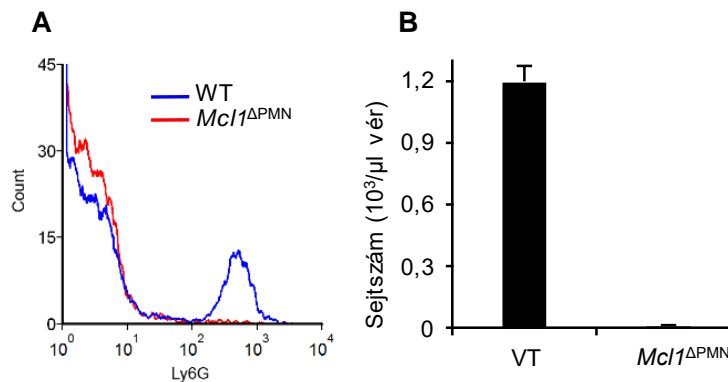 A
45
30
15
0
Count
10⁰ 10¹ 10² 10³ 10⁴
Ly6G
WT
Mcl1ΔPMN
B
Sejtszám (10³/µl vér)
1,2
0,9
0,6
0,3
0
VT Mcl1ΔPMN